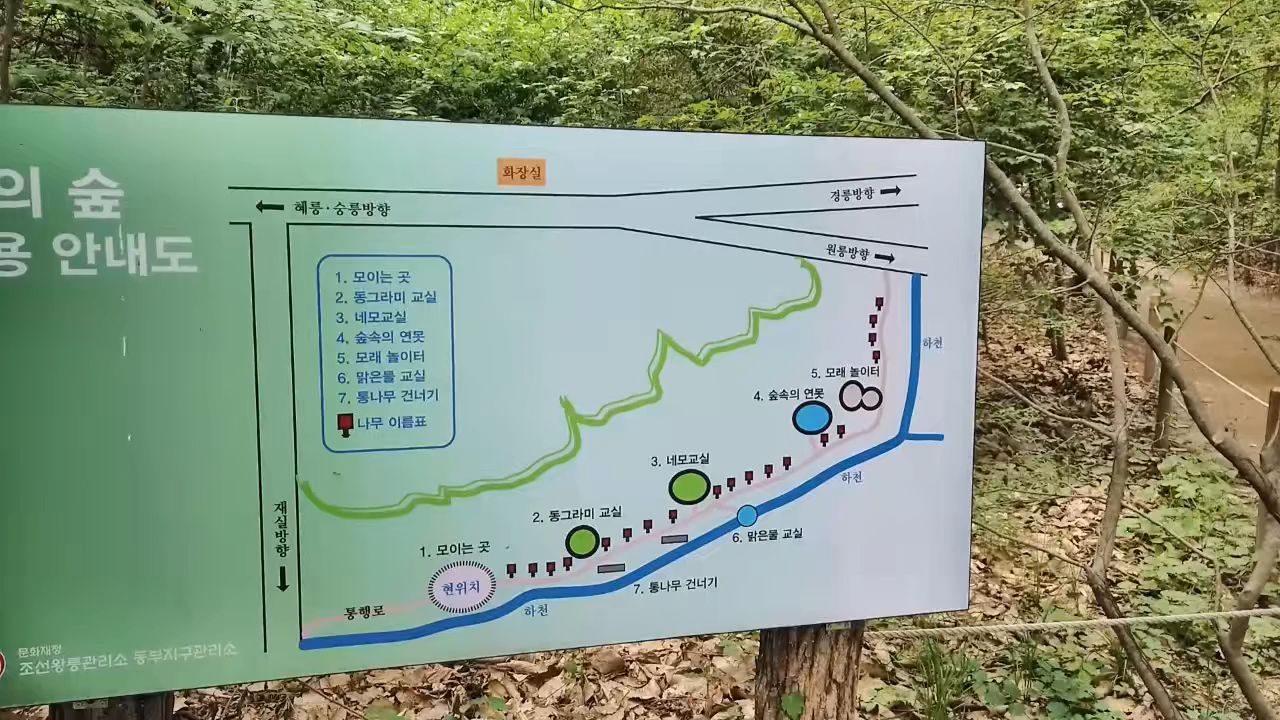 의 숲
용 안내도
화장실
혜릉·숭릉방향
경릉방향
원릉방향
1. 모이는 곳
2. 동그라미 교실
3. 네모교실
4. 숲속의 연못
5. 모래 놀이터
6. 맑은물 교실
7. 통나무 건너기
나무 이름표
하천
5. 모래 놀이터
4. 숲속의 연못
3. 네모교실
하천
2. 동그라미 교실
6. 맑은물 교실
1. 모이는 곳
7. 통나무 건너기
현위치
재실방향
통행로
하천
문화재청
조선왕릉관리소 동부지구관리소